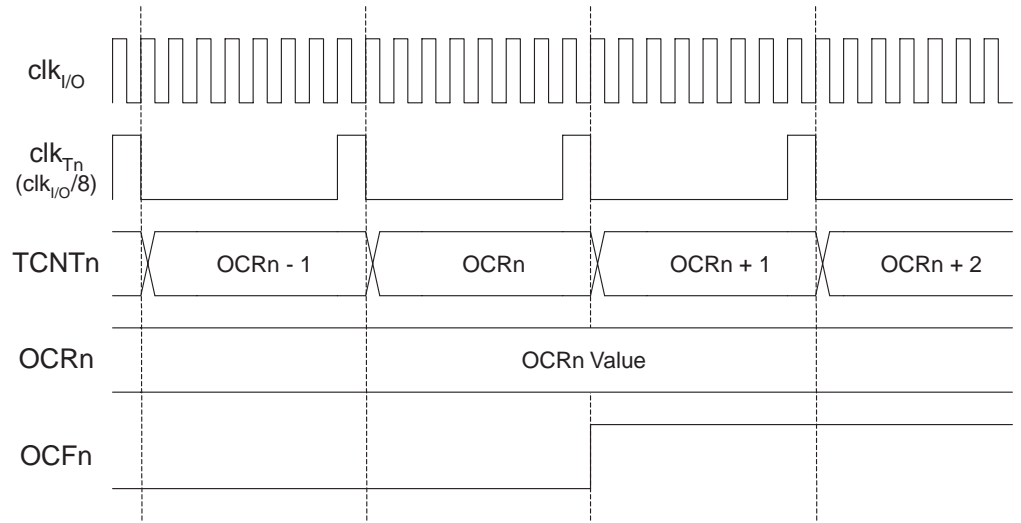 clkI/O
clkTn
(clkI/O/8)
TCNTn
OCRn - 1
OCRn
OCRn + 1
OCRn + 2
OCRn
OCRn Value
OCFn